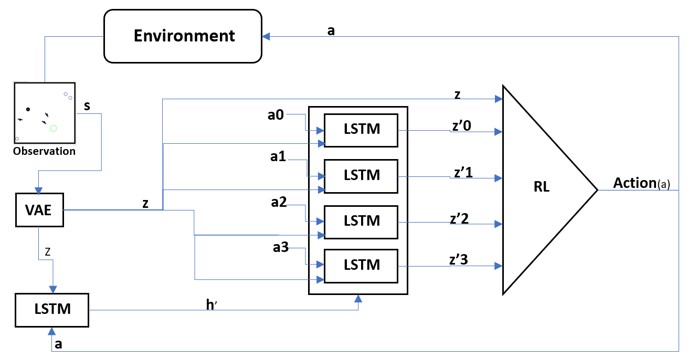 Environment
a
s
Observation
VAE
z
z
LSTM
a
h′
a0
LSTM
a1
LSTM
a2
LSTM
a3
LSTM
z
z'0
z'1
z'2
z'3
RL
Action(a)